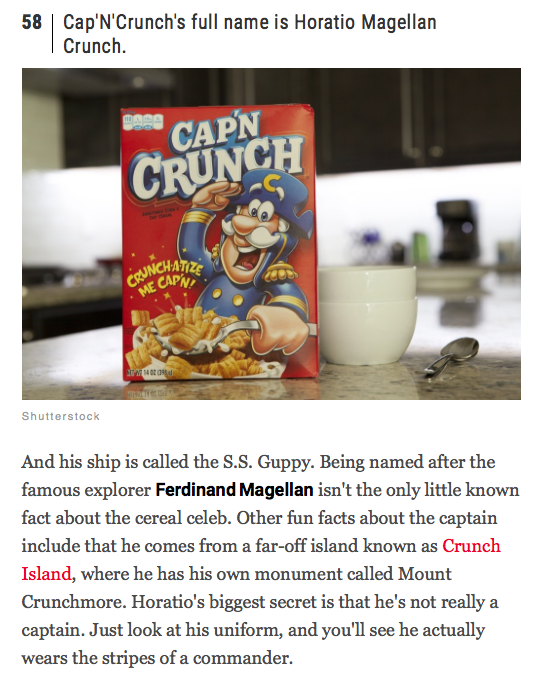 58
Cap'N'Crunch's full name is Horatio Magellan
Crunch.
CAP'N
CRUNCH
CRUNCH-A-TIZE
ME CAP'N!
NET WT 14 OZ
Shutterstock
And his ship is called the S.S. Guppy. Being named after the
famous explorer Ferdinand Magellan isn't the only little known
fact about the cereal celeb. Other fun facts about the captain
include that he comes from a far-off island known as Crunch
Island, where he has his own monument called Mount
Crunchmore. Horatio's biggest secret is that he's not really a
captain. Just look at his uniform, and you'll see he actually
wears the stripes of a commander.